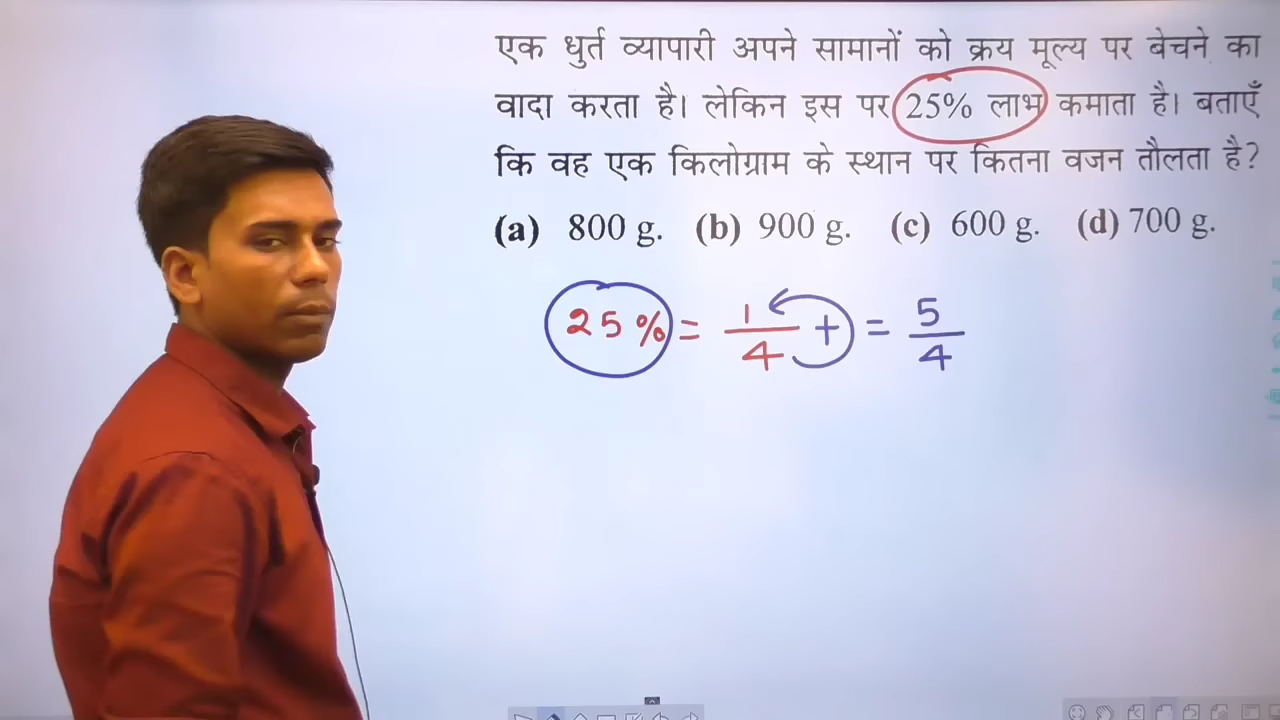 एक धुर्त व्यापारी अपने सामानों को क्रय मूल्य पर बेचने का
वादा करता है। लेकिन इस पर 25% लाभ कमाता है। बताएँ
कि वह एक किलोग्राम के स्थान पर कितना वजन तौलता है?
(a) 800 g. (b) 900 g. (c) 600 g. (d) 700 g.
25% = 1/4 + = 5/4